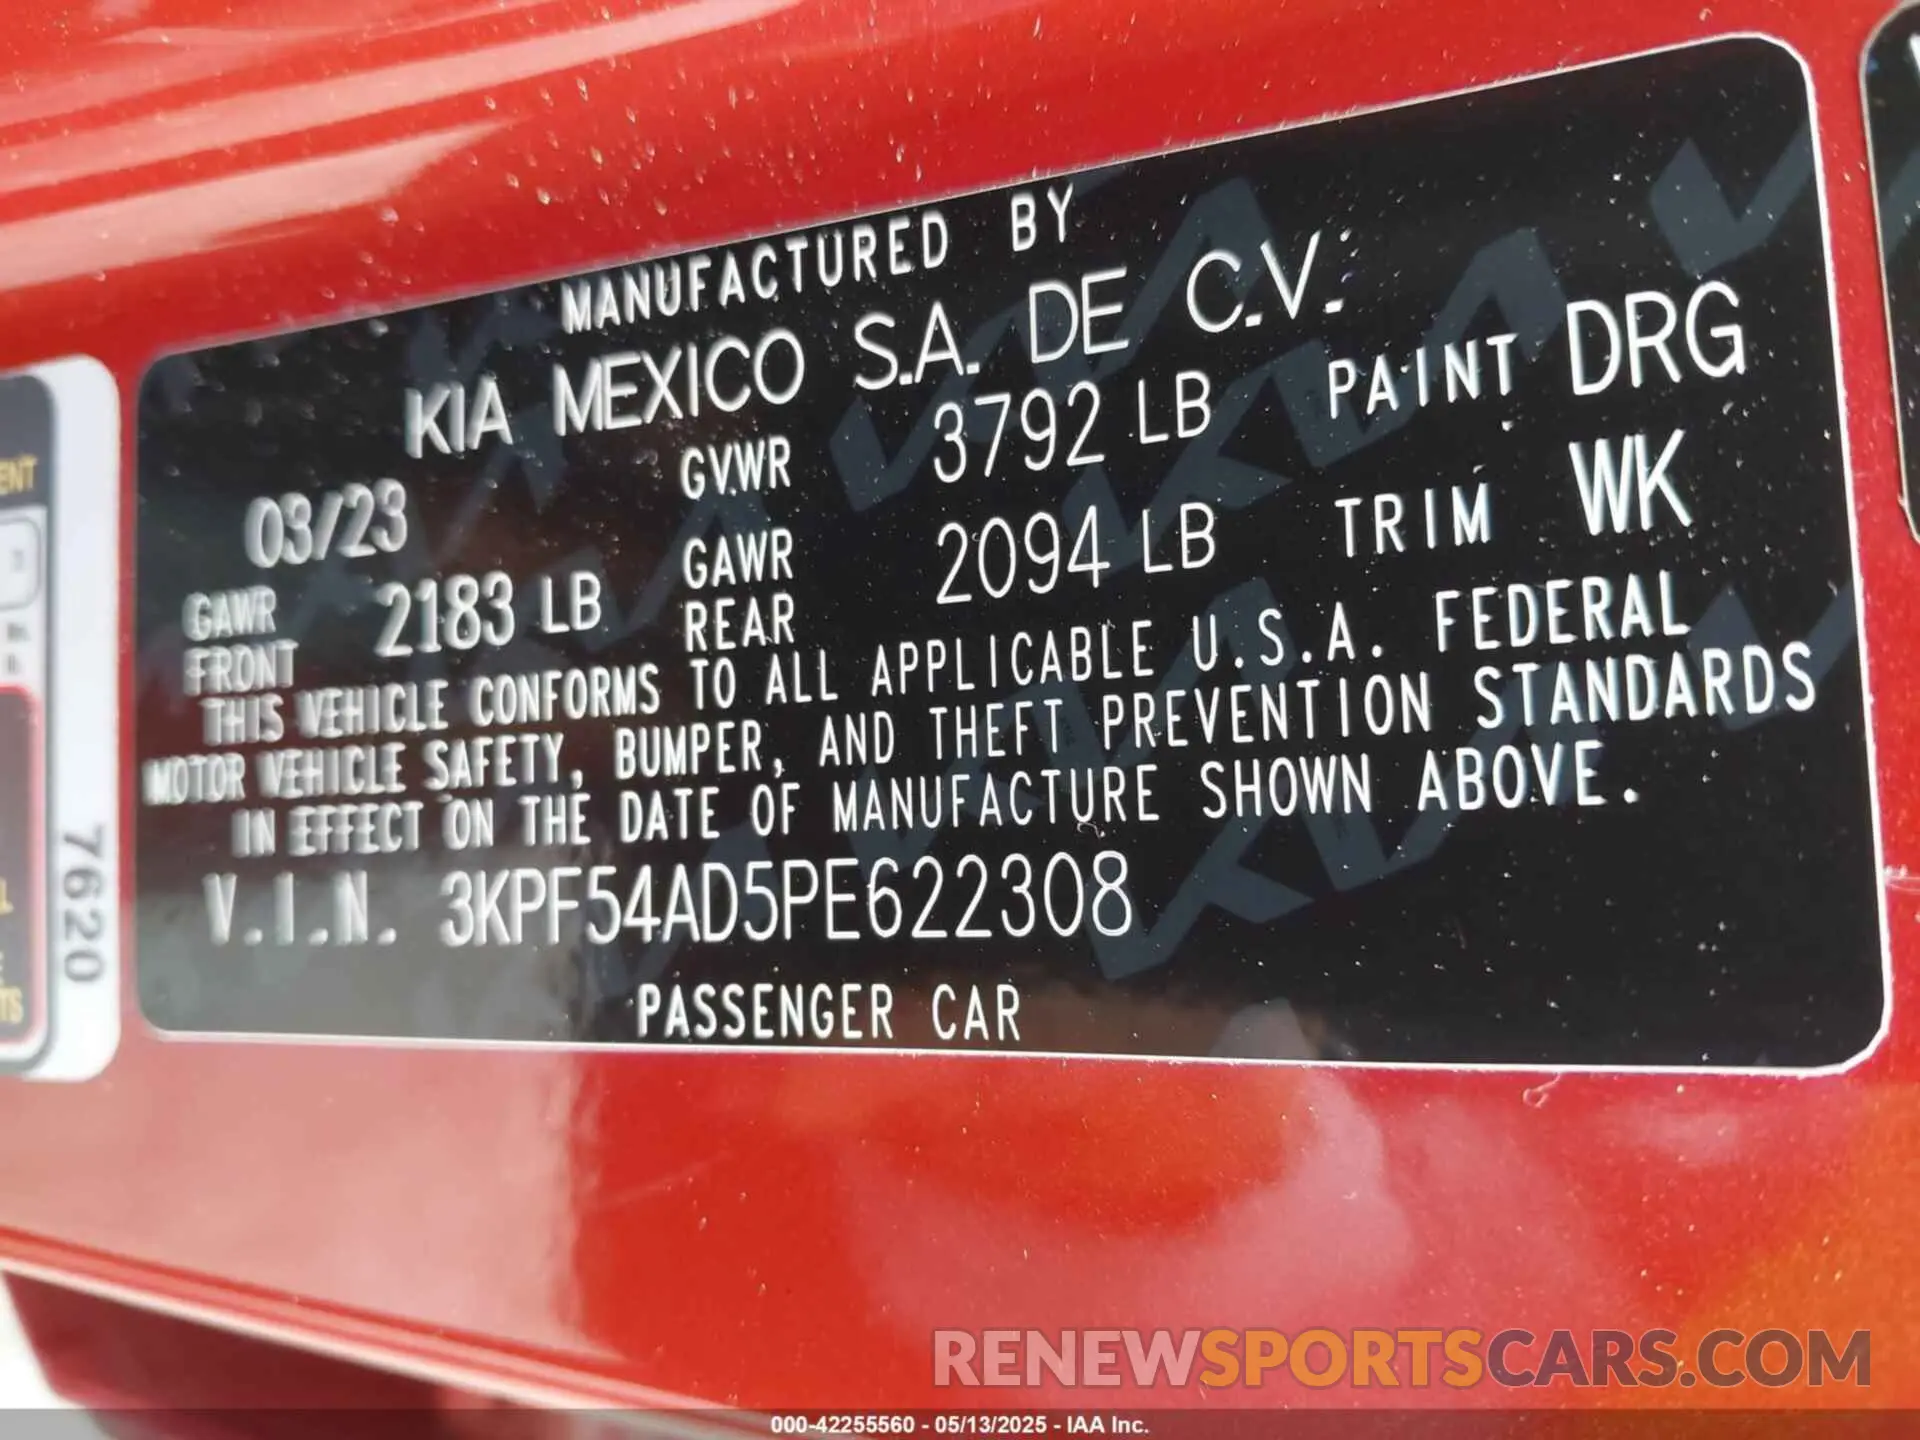 MANUFACTURED BY
KIA MEXICO S.A. DE C.V.
03/23 GVWR 3792 LB PAINT DRG
GAWR FRONT 2183 LB GAWR REAR 2094 LB TRIM WK
THIS VEHICLE CONFORMS TO ALL APPLICABLE U.S.A. FEDERAL
MOTOR VEHICLE SAFETY, BUMPER, AND THEFT PREVENTION STANDARDS
IN EFFECT ON THE DATE OF MANUFACTURE SHOWN ABOVE.
V.I.N. 3KPF54AD5PE622308
PASSENGER CAR
7620
RENEWSPORTSCARS.COM
000-42255560 - 05/13/2025 - IAA Inc.